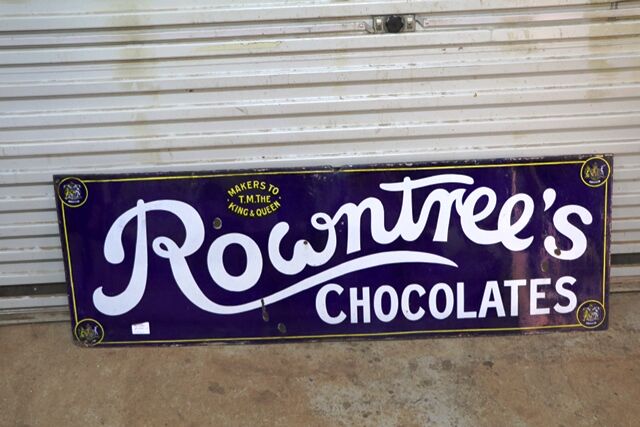 MAKERS TO
T.M. THE
KING & QUEEN
Rowntree's
CHOCOLATES